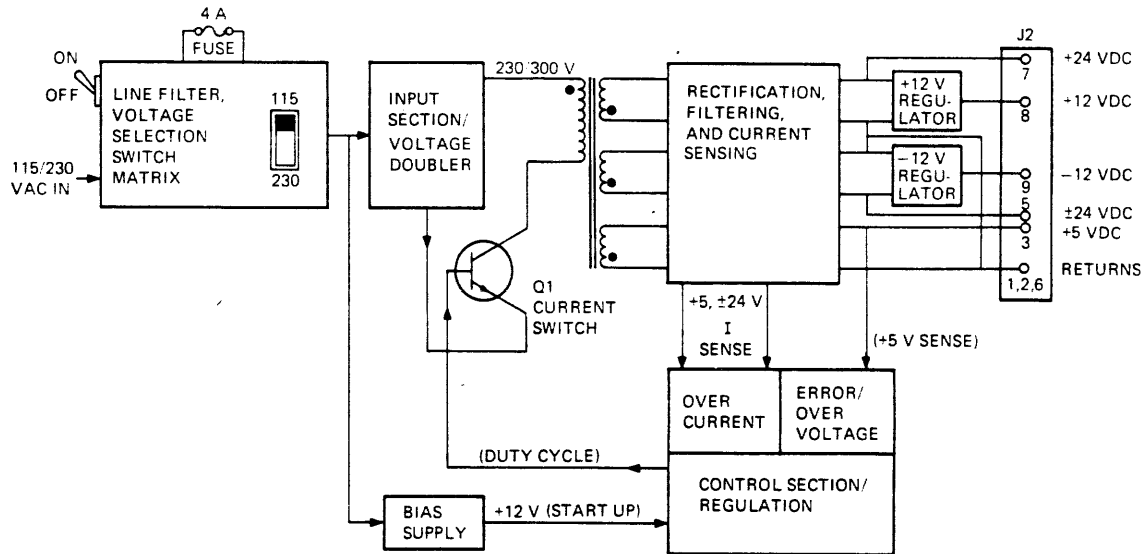 4 A
FUSE
ON
OFF
LINE FILTER,
VOLTAGE
SELECTION
SWITCH
MATRIX
115
230
115/230
VAC IN
INPUT
SECTION/
VOLTAGE
DOUBLER
230/300 V
Q1
CURRENT
SWITCH
RECTIFICATION,
FILTERING,
AND CURRENT
SENSING
+12 V
REGU-
LATOR
-12 V
REGU-
LATOR
J2
7
8
9
5
3
1,2,6
+24 VDC
+12 VDC
-12 VDC
±24 VDC
+5 VDC
RETURNS
+5, ±24 V
I
SENSE
(+5 V SENSE)
OVER
CURRENT
ERROR/
OVER
VOLTAGE
CONTROL SECTION/
REGULATION
(DUTY CYCLE)
BIAS
SUPPLY
+12 V (START UP)